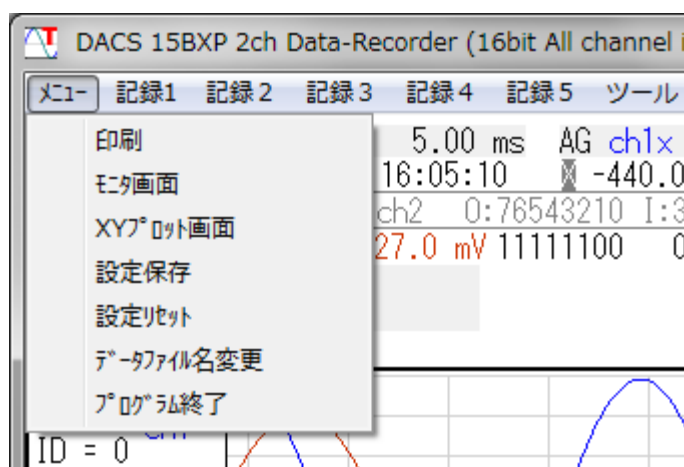 DACS 15BXP 2ch Data-Recorder (16bit All channel i
ﾒﾆｭｰ 記録1 記録2 記録3 記録4 記録5 ツール
印刷 5.00 ms AG ch1x
ﾓﾆﾀ画面 16:05:10 -440.0
XYﾌﾟﾛｯﾄ画面 ch2 O:76543210 I:3
設定保存 27.0 mV 11111100 0
設定ﾘｾｯﾄ
ﾃﾞｰﾀﾌｧｲﾙ名変更
ﾌﾟﾛｸﾞﾗﾑ終了
ID = 0